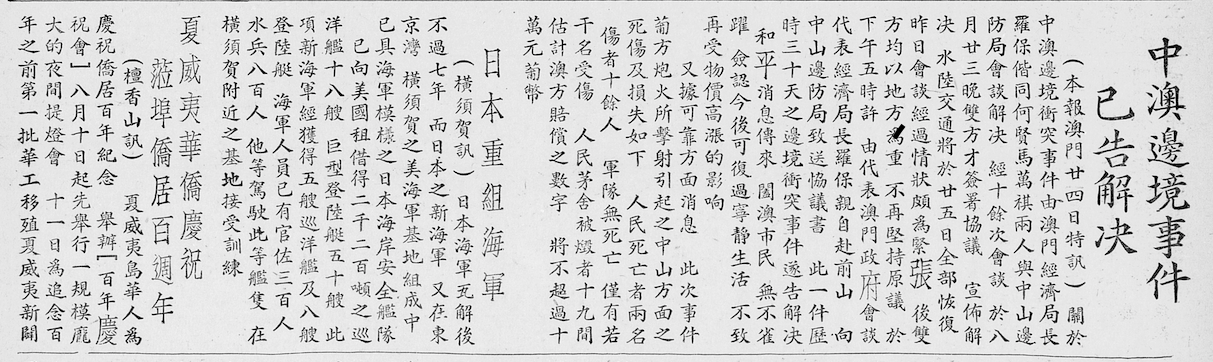 中澳邊境事件
已告解决
(本報澳門廿四日特訊)關於
中澳邊境衝突事件由澳門經濟局長
羅保偕同何賢馬萬祺兩人與中山邊
防局會談解决 經十餘次會談 於八
月廿三晚雙方才簽署協議 宣佈解
决 水陸交通將於廿五日全部恢復
昨日會談經過情狀頗為緊張 後雙
方均以地方為重 不再堅持原議 於
下午五時許 由代表澳門政府會談
代表經濟局長羅保親自赴前山 向
中山邊防局致送恊議書 此一件歷
時三十天之邊境衝突事件遂告解决
和平消息傳來 闔澳市民 無不雀
躍 僉認今後可復過寧靜生活 不致
再受物價高漲的影响
又據可靠方面消息 此次事件
葡方炮火所擊射引起之中山方面之
死傷及損失如下 人民死亡者兩名
傷者十餘人 軍隊無死亡 僅有若
干名受傷 人民茅舍被燬者十九間
估計澳方賠償之數字 將不超過十
萬元葡幣
日本重組海軍
(橫須賀訊)日本海軍瓦解後
不過七年 而日本之新海軍 又在東
京灣 橫須賀之美海軍基地組成中
已具海軍模樣之日本海岸安全艦隊
已向美國租借得二千二百噸之巡
洋艦十八艘 巨型登陸艇五十艘 此
項新海軍經獲得五艘巡洋艦及八艘
登陸艇 海軍人員已有官佐三百人
水兵八百人 他等駕駛此等艦隻 在
橫須賀附近之基地接受訓練
夏威夷華僑慶祝
蒞埠僑居百週年
(檀香山訊) 夏威夷島華人為
慶祝僑居百年紀念 舉辦「百年慶
祝會」八月十日起先舉行一規模龐
大的夜間提燈會 十一日為追念百
年之前第一批華工移殖夏威夷新闢